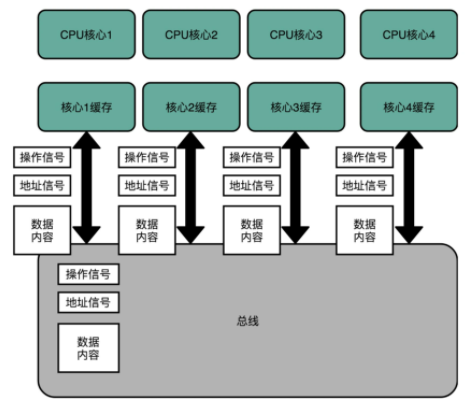 CPU核心1
CPU核心2
CPU核心3
CPU核心4
核心1缓存
核心2缓存
核心3缓存
核心4缓存
操作信号
操作信号
操作信号
操作信号
地址信号
地址信号
地址信号
地址信号
数据
内容
数据
内容
数据
内容
数据
内容
操作信号
地址信号
总线
数据
内容